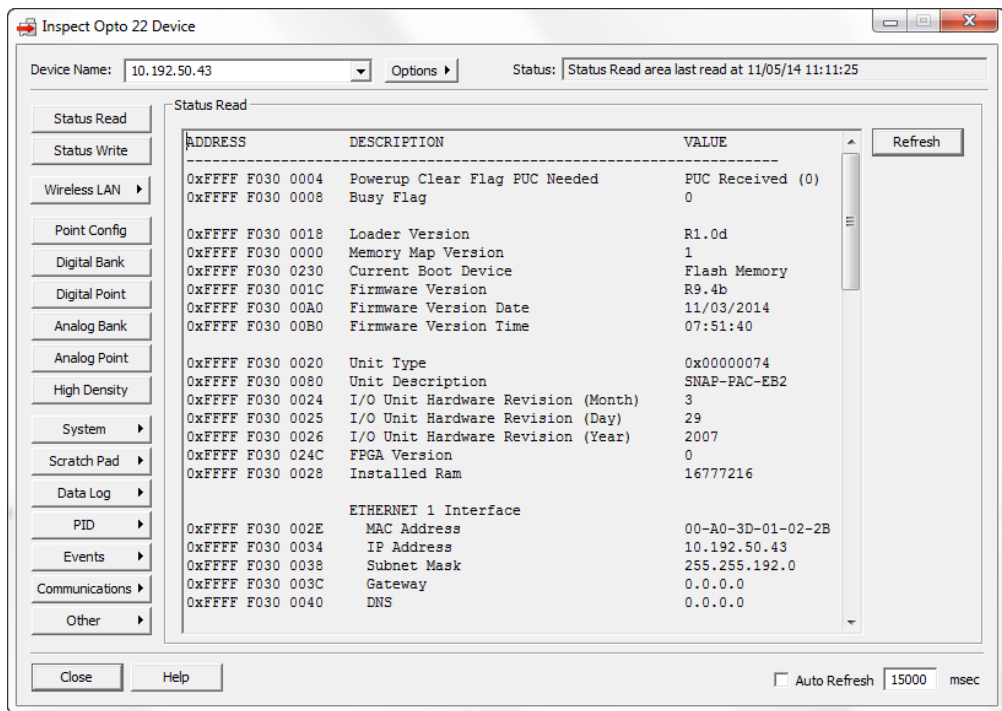 Inspect Opto 22 Device
Device Name: 10.192.50.43 Options Status: Status Read area last read at 11/05/14 11:11:25
Status Read
Status Write
Wireless LAN
Point Config
Digital Bank
Digital Point
Analog Bank
Analog Point
High Density
System
Scratch Pad
Data Log
PID
Events
Communications
Other
Status Read
ADDRESS DESCRIPTION VALUE
--------------------------------------------------------------------------
0xFFFF F030 0004 Powerup Clear Flag PUC Needed PUC Received (0)
0xFFFF F030 0008 Busy Flag 0
0xFFFF F030 0018 Loader Version R1.0d
0xFFFF F030 0000 Memory Map Version 1
0xFFFF F030 0230 Current Boot Device Flash Memory
0xFFFF F030 001C Firmware Version R9.4b
0xFFFF F030 00A0 Firmware Version Date 11/03/2014
0xFFFF F030 00B0 Firmware Version Time 07:51:40
0xFFFF F030 0020 Unit Type 0x00000074
0xFFFF F030 0080 Unit Description SNAP-PAC-EB2
0xFFFF F030 0024 I/O Unit Hardware Revision (Month) 3
0xFFFF F030 0025 I/O Unit Hardware Revision (Day) 29
0xFFFF F030 0026 I/O Unit Hardware Revision (Year) 2007
0xFFFF F030 024C FPGA Version 0
0xFFFF F030 0028 Installed Ram 16777216
ETHERNET 1 Interface
0xFFFF F030 002E MAC Address 00-A0-3D-01-02-2B
0xFFFF F030 0034 IP Address 10.192.50.43
0xFFFF F030 0038 Subnet Mask 255.255.192.0
0xFFFF F030 003C Gateway 0.0.0.0
0xFFFF F030 0040 DNS 0.0.0.0
Refresh
Close Help Auto Refresh 15000 msec